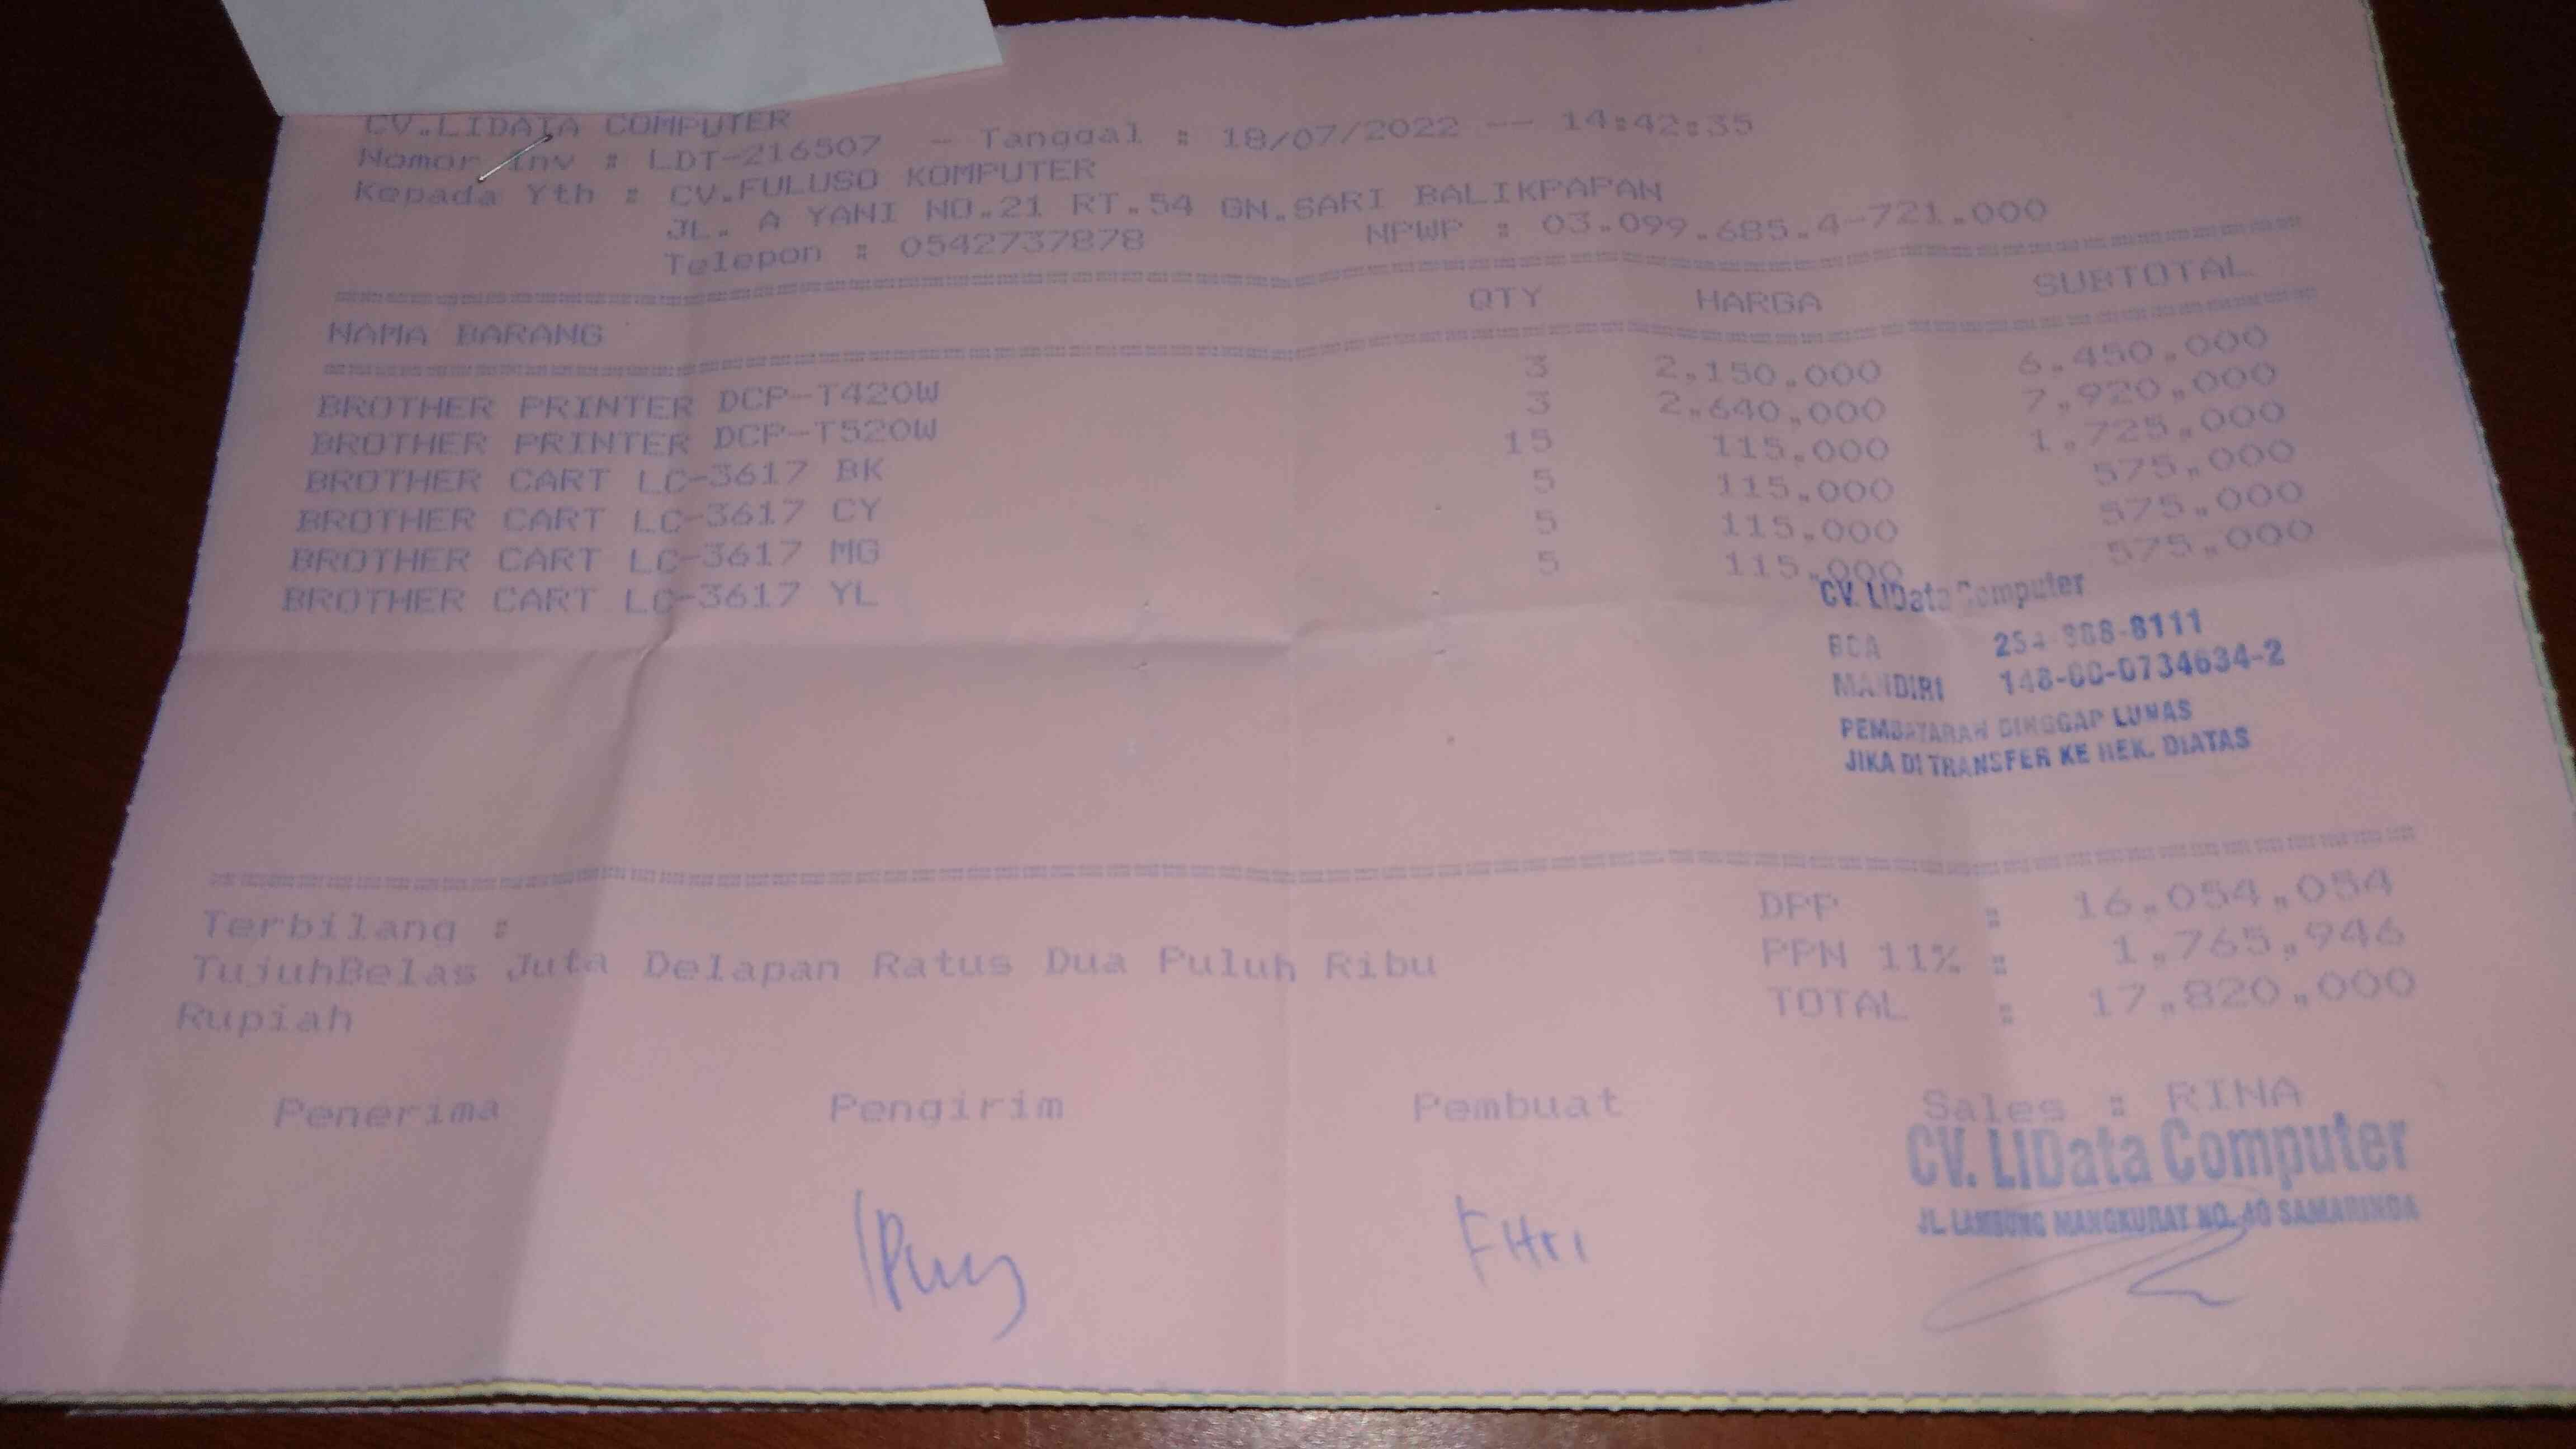 CV.LIDATA COMPUTER
Nomor Inv : LDT-216507 - Tanggal : 18/07/2022 -- 14:42:35
Kepada Yth : CV.FULUSO KOMPUTER
JL. A YANI NO.21 RT.54 GN.SARI BALIKPAPAN
Telepon : 0542737878 NPWP : 03.099.685.4-721.000
NAMA BARANG QTY HARGA SUBTOTAL
BROTHER PRINTER DCP-T420W 3 2,150,000 6,450,000
BROTHER PRINTER DCP-T520W 3 2,640,000 7,920,000
BROTHER CART LC-3617 BK 15 115,000 1,725,000
BROTHER CART LC-3617 CY 5 115,000 575,000
BROTHER CART LC-3617 MG 5 115,000 575,000
BROTHER CART LC-3617 YL 5 115,000 575,000
CV. LIData Computer
BCA 254-988-8111
MANDIRI 148-00-0734634-2
PEMBAYARAN DINGGAP LUNAS
JIKA DI TRANSFER KE REK. DIATAS
Terbilang :
TujuhBelas Juta Delapan Ratus Dua Puluh Ribu
Rupiah
DPP : 16,054,054
PPN 11% : 1,765,946
TOTAL : 17,820,000
Penerima Pengirim Pembuat Sales : RINA
CV. LIData Computer
JL. LAMBUNG MANGKURAT NO. 40 SAMARINDA
Fitri